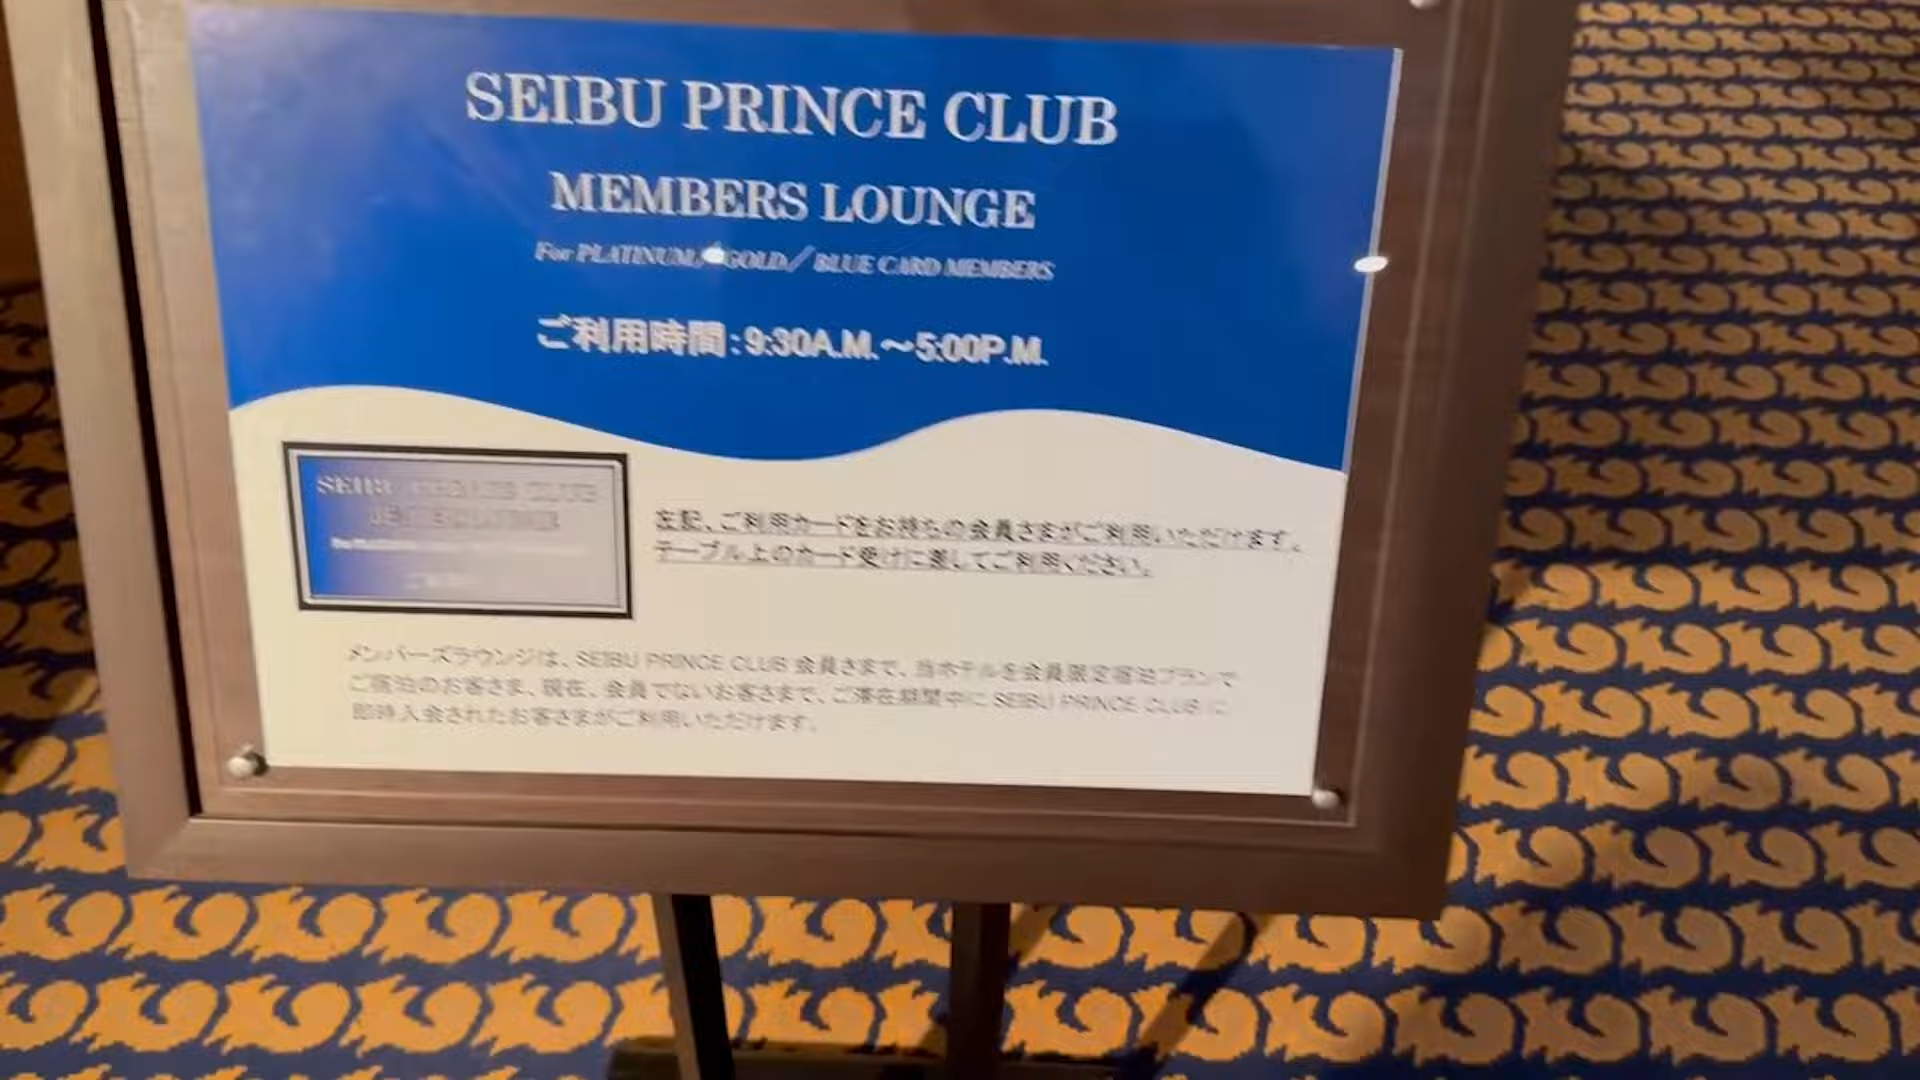 SEIBU PRINCE CLUB
MEMBERS LOUNGE
For PLATINUM／GOLD／BLUE CARD MEMBERS
ご利用時間：9:30A.M.～5:00P.M.
SEIBU PRINCE CLUB
左記、ご利用カードをお持ちの会員さまがご利用いただけます。
テーブル上のカード受けに差してご利用ください。
メンバーズラウンジは、SEIBU PRINCE CLUB 会員さまで、当ホテルを会員限定宿泊プランで
ご宿泊のお客さま、現在、会員でないお客さまで、ご滞在期間中に SEIBU PRINCE CLUB に
即時入会されたお客さまがご利用いただけます。